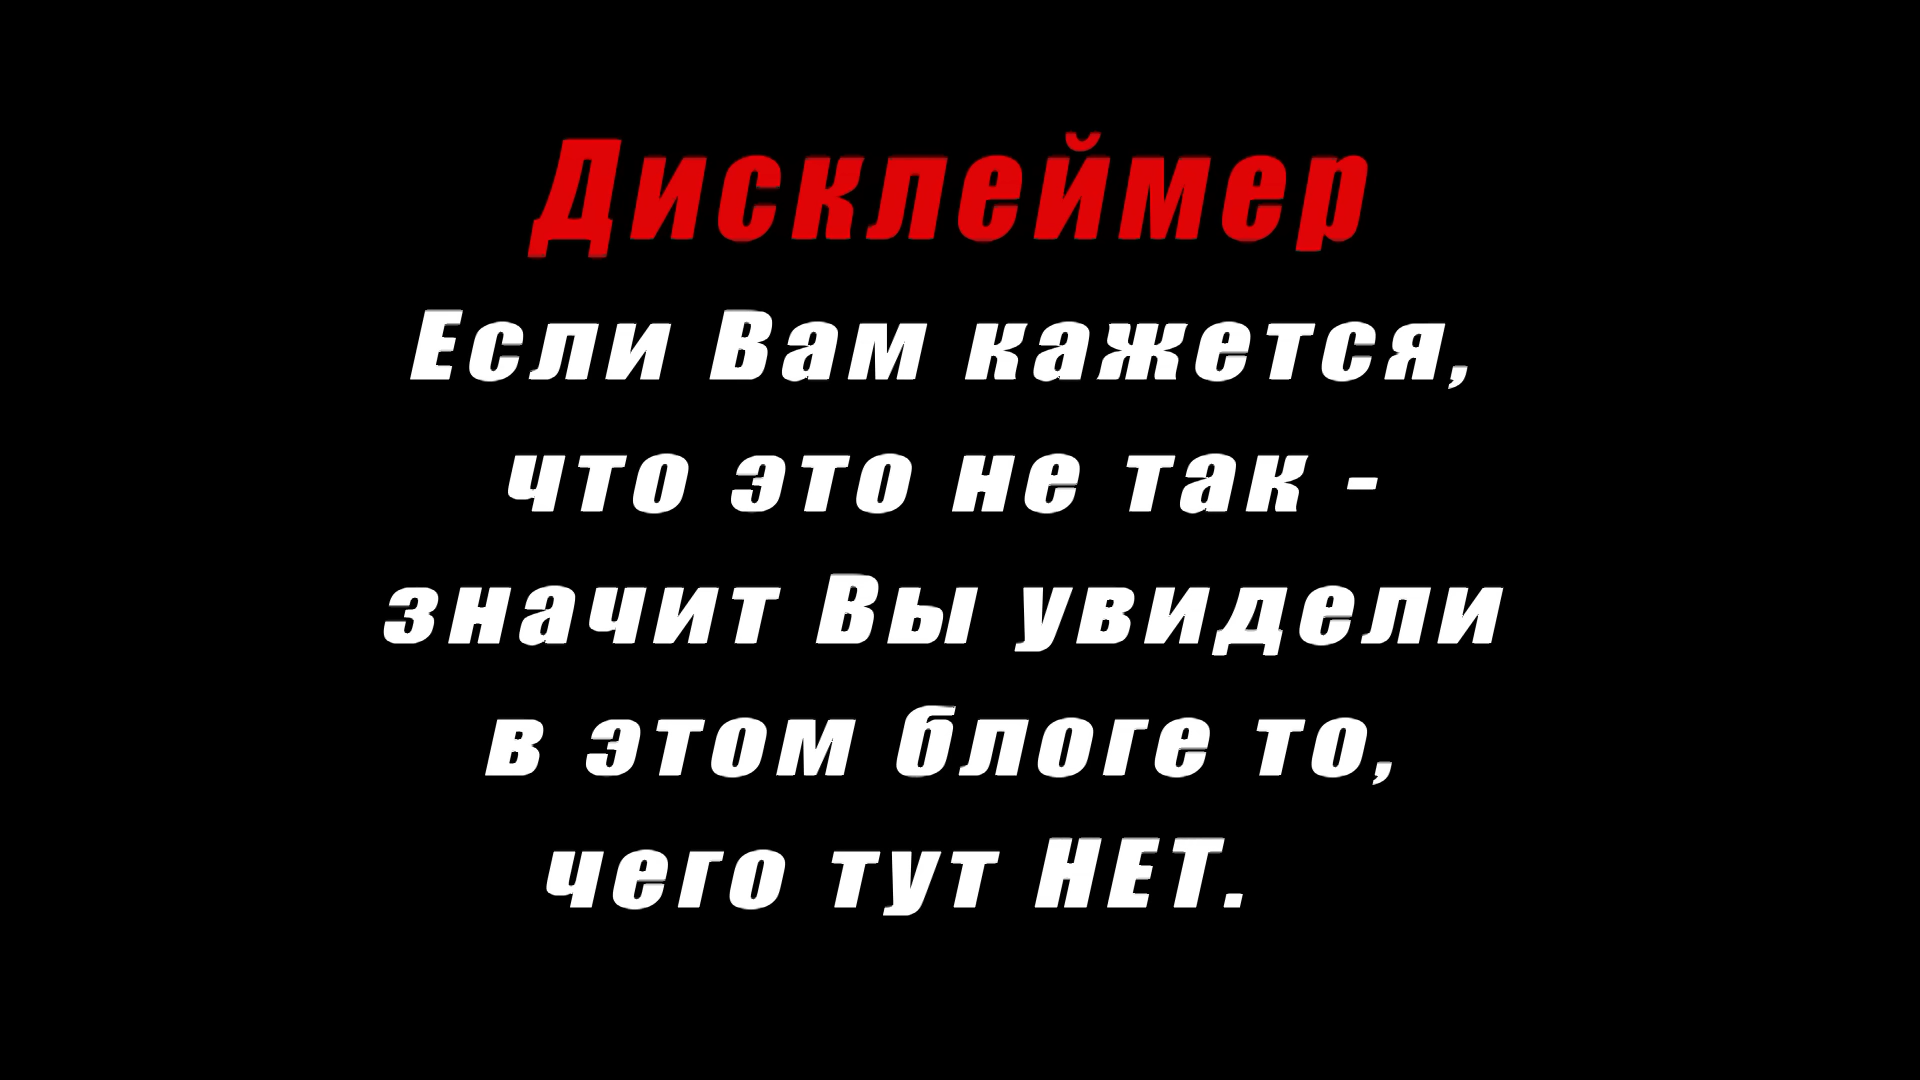 Дисклеймер
Если Вам кажется,
что это не так -
значит Вы увидели
в этом блоге то,
чего тут НЕТ.